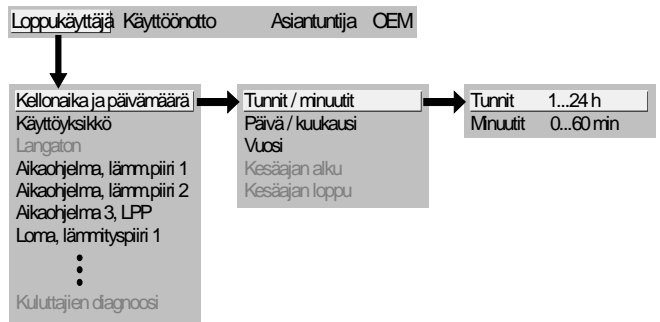 Loppukäyttäjä Käyttöönotto Asiantuntija OEM
Kellonaika ja päivämäärä
Käyttöyksikkö
Langaton
Aikaohjelma, lämm.piiri 1
Aikaohjelma, lämm.piiri 2
Aikaohjelma 3, LPP
Loma, lämmityspiiri 1
Kuluttajien diagnoosi
Tunnit / minuutit
Päivä / kuukausi
Vuosi
Kesäajan alku
Kesäajan loppu
Tunnit 1...24 h
Minuutit 0...60 min